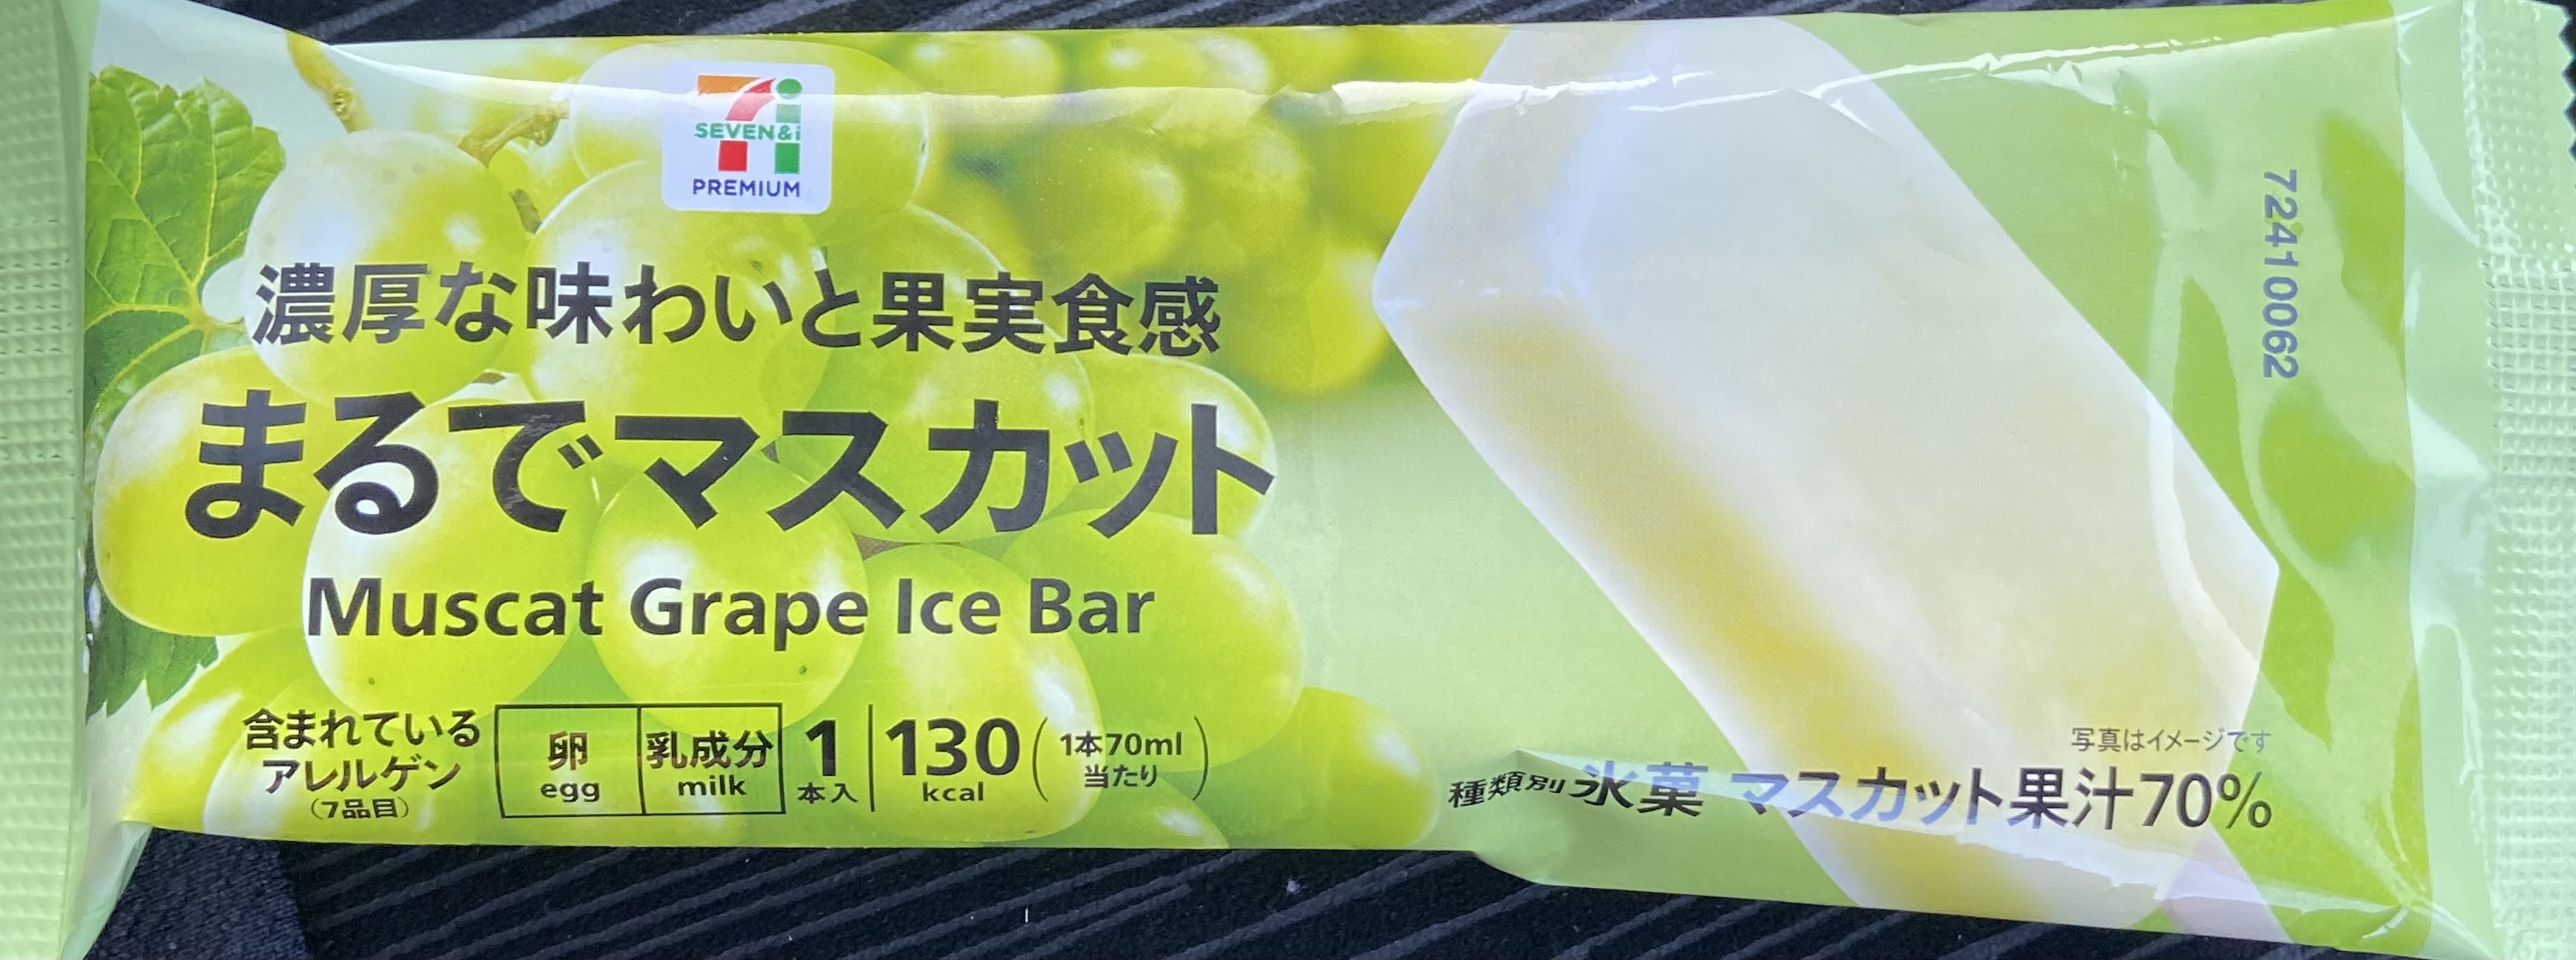 SEVEN&i
PREMIUM
濃厚な味わいと果実食感
まるでマスカット
Muscat Grape Ice Bar
含まれている
アレルゲン
(7品目)
卵
egg
乳成分
milk
1
本入
130
kcal
(1本70ml
当たり)
72410062
写真はイメージです
種類別 氷菓 マスカット果汁70%